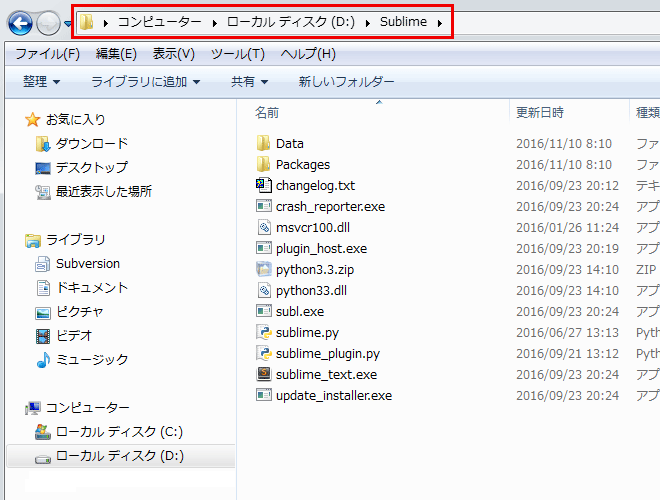 コンピューター ローカル ディスク (D:) Sublime
ファイル(F) 編集(E) 表示(V) ツール(T) ヘルプ(H)
整理 ライブラリに追加 共有 新しいフォルダー
お気に入り
ダウンロード
デスクトップ
最近表示した場所
ライブラリ
Subversion
ドキュメント
ピクチャ
ビデオ
ミュージック
コンピューター
ローカル ディスク (C:)
ローカル ディスク (D:)
名前 更新日時 種類
Data 2016/11/10 8:10 ファ
Packages 2016/11/10 8:10 ファ
changelog.txt 2016/09/23 20:12 テキ
crash_reporter.exe 2016/09/23 20:24 アプ
msvcr100.dll 2016/01/26 11:24 アプ
plugin_host.exe 2016/09/23 20:19 アプ
python3.3.zip 2016/09/23 14:10 ZIP
python33.dll 2016/09/23 14:10 アプ
subl.exe 2016/09/23 20:24 アプ
sublime.py 2016/06/27 13:13 Pyth
sublime_plugin.py 2016/09/21 13:12 Pyth
sublime_text.exe 2016/09/23 20:24 アプ
update_installer.exe 2016/09/23 20:24 アプ